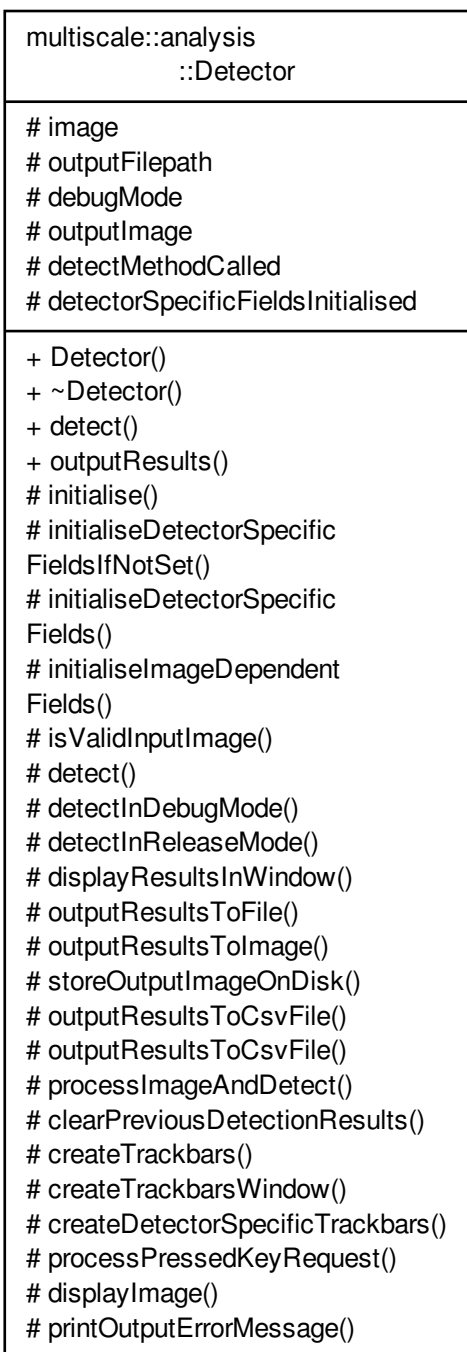 multiscale::analysis
::Detector
# image
# outputFilepath
# debugMode
# outputImage
# detectMethodCalled
# detectorSpecificFieldsInitialised
+ Detector()
+ ~Detector()
+ detect()
+ outputResults()
# initialise()
# initialiseDetectorSpecific
FieldsIfNotSet()
# initialiseDetectorSpecific
Fields()
# initialiseImageDependent
Fields()
# isValidInputImage()
# detect()
# detectInDebugMode()
# detectInReleaseMode()
# displayResultsInWindow()
# outputResultsToFile()
# outputResultsToImage()
# storeOutputImageOnDisk()
# outputResultsToCsvFile()
# outputResultsToCsvFile()
# processImageAndDetect()
# clearPreviousDetectionResults()
# createTrackbars()
# createTrackbarsWindow()
# createDetectorSpecificTrackbars()
# processPressedKeyRequest()
# displayImage()
# printOutputErrorMessage()